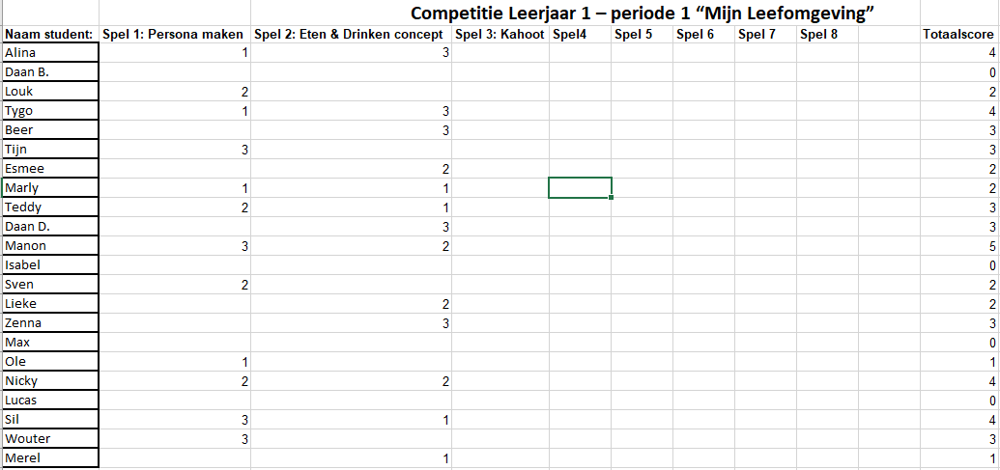 Competitie Leerjaar 1 – periode 1 “Mijn Leefomgeving”
Naam student: Spel 1: Persona maken Spel 2: Eten & Drinken concept Spel 3: Kahoot Spel4 Spel 5 Spel 6 Spel 7 Spel 8 Totaalscore
Alina 1 3 4
Daan B. 0
Louk 2 2
Tygo 1 3 4
Beer 3 3
Tijn 3 3
Esmee 2 2
Marly 1 1 2
Teddy 2 1 3
Daan D. 3 3
Manon 3 2 5
Isabel 0
Sven 2 2
Lieke 2 2
Zenna 3 3
Max 0
Ole 1 1
Nicky 2 2 4
Lucas 0
Sil 3 1 4
Wouter 3 3
Merel 1 1